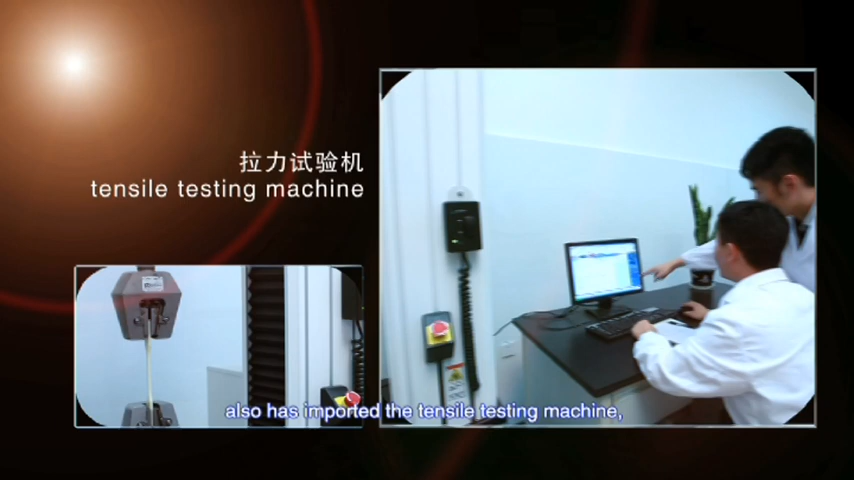 拉力试验机
tensile testing machine
also has imported the tensile testing machine,